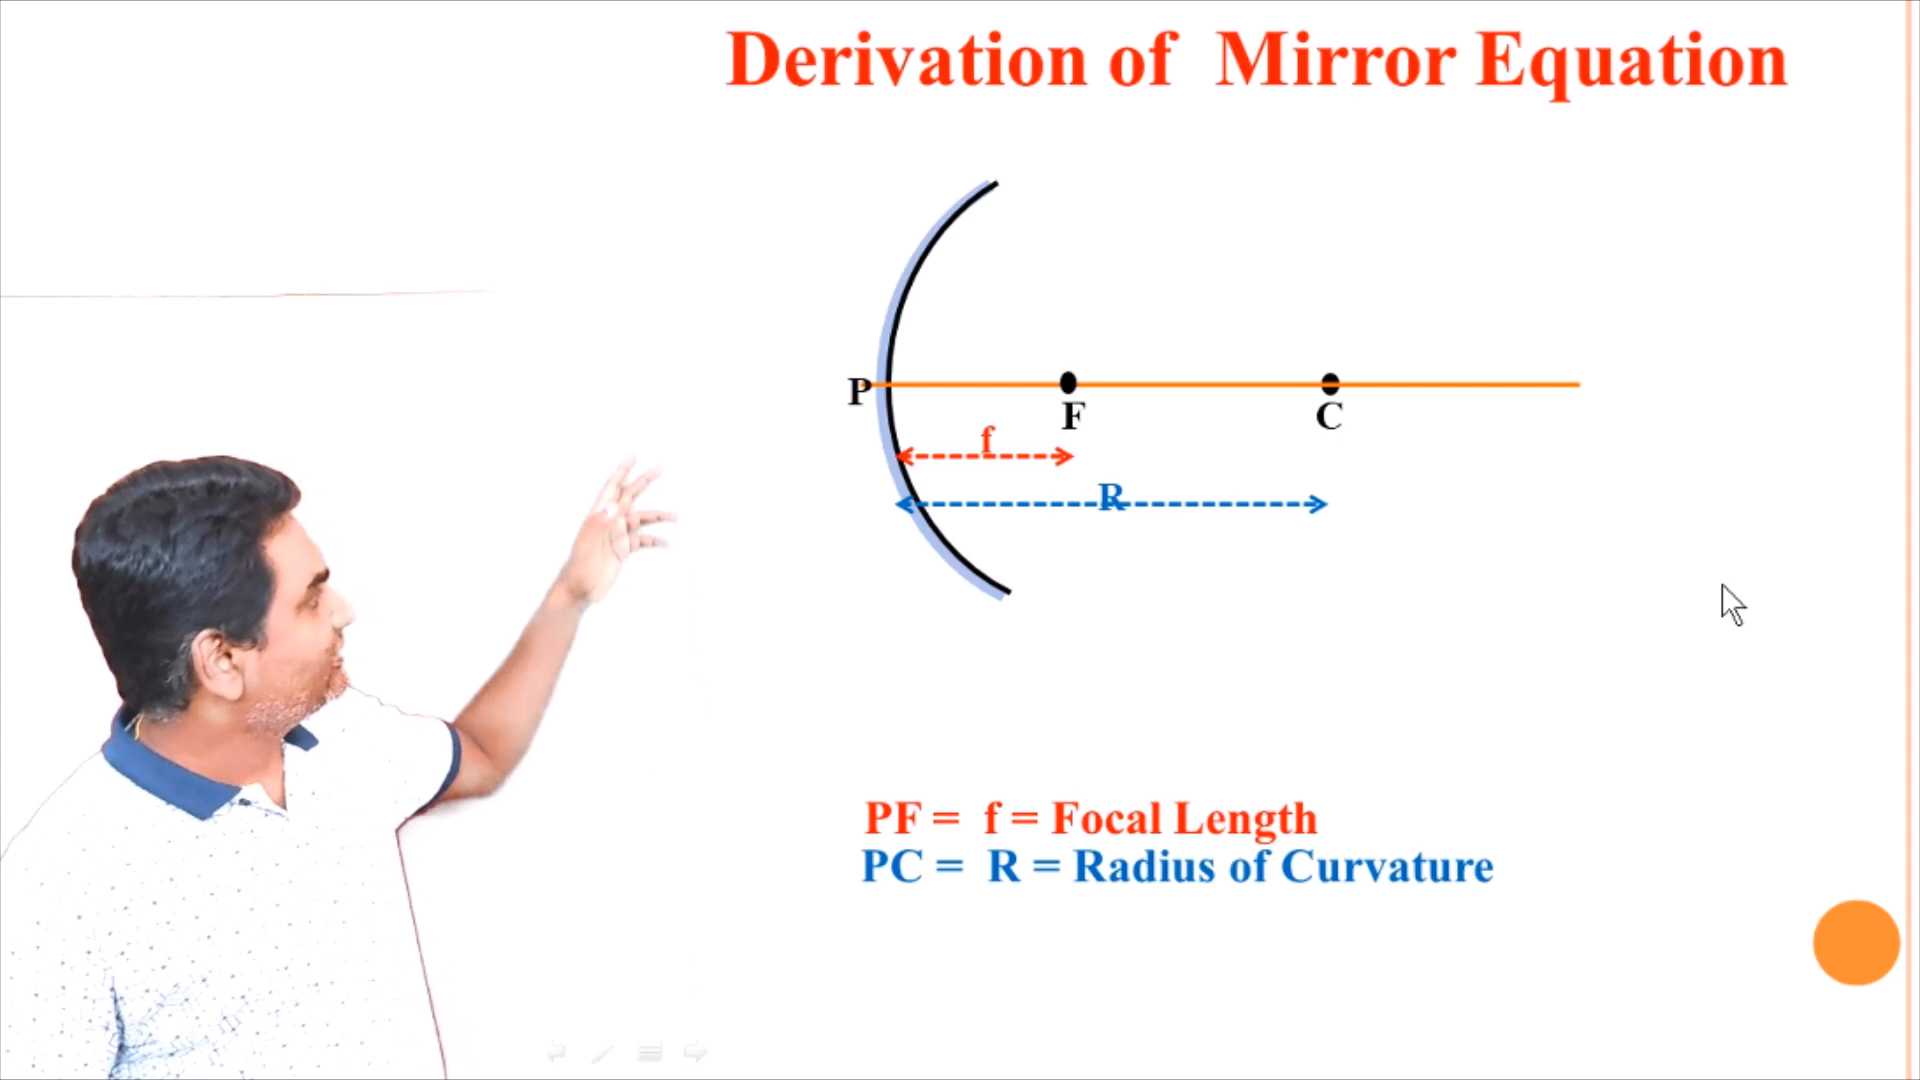 Derivation of Mirror Equation
P
F
C
f
R
PF = f = Focal Length
PC = R = Radius of Curvature